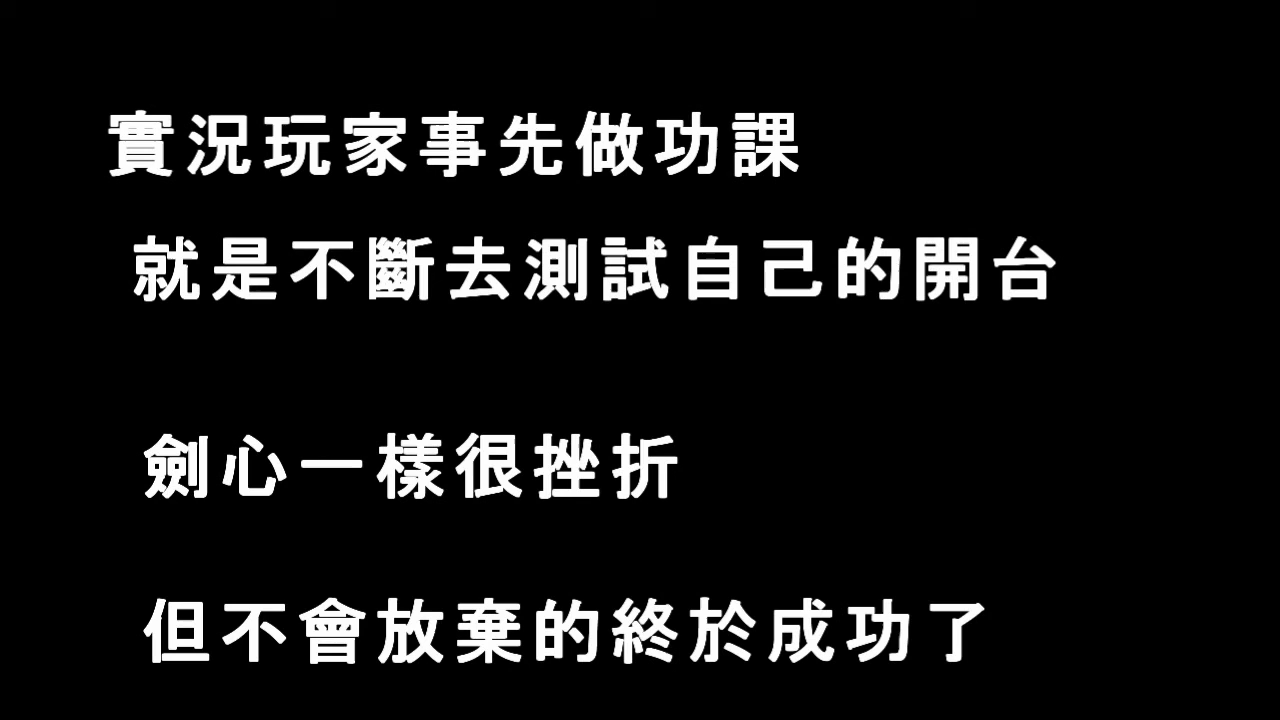 實況玩家事先做功課
就是不斷去測試自己的開台
劍心一樣很挫折
但不會放棄的終於成功了